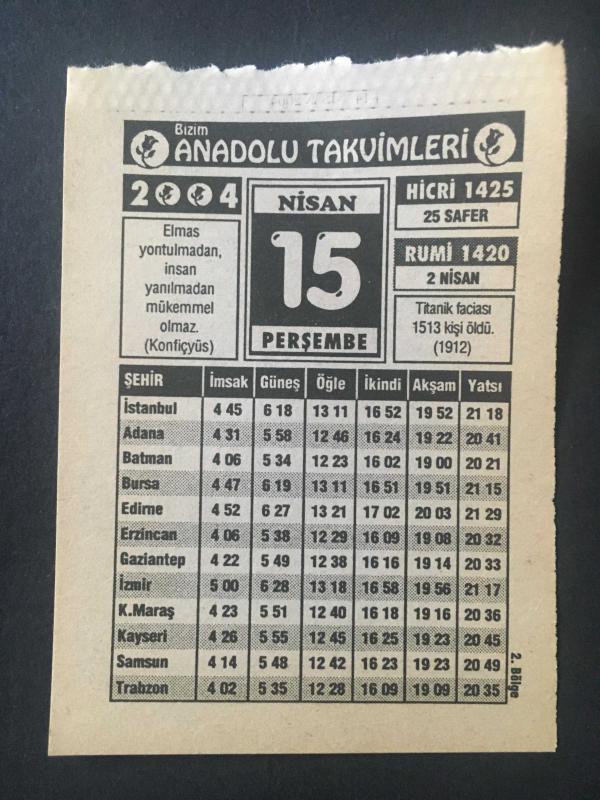 Bizim
ANADOLU TAKVİMLERİ
2004
NİSAN
15
PERŞEMBE
HİCRİ 1425
25 SAFER
RUMİ 1420
2 NİSAN
Elmas
yontulmadan,
insan
yanılmadan
mükemmel
olmaz.
(Konfiçyüs)
Titanik faciası
1513 kişi öldü.
(1912)
ŞEHİR İmsak Güneş Öğle İkindi Akşam Yatsı
İstanbul 4 45 6 18 13 11 16 52 19 52 21 18
Adana 4 31 5 58 12 46 16 24 19 22 20 41
Batman 4 06 5 34 12 23 16 02 19 00 20 21
Bursa 4 47 6 19 13 11 16 51 19 51 21 15
Edirne 4 52 6 27 13 21 17 02 20 03 21 29
Erzincan 4 06 5 38 12 29 16 09 19 08 20 32
Gaziantep 4 22 5 49 12 38 16 16 19 14 20 33
İzmir 5 00 6 28 13 18 16 58 19 56 21 17
K.Maraş 4 23 5 51 12 40 16 18 19 16 20 36
Kayseri 4 26 5 55 12 45 16 25 19 23 20 45
Samsun 4 14 5 48 12 42 16 23 19 23 20 49
Trabzon 4 02 5 35 12 28 16 09 19 09 20 35
2. Bölge